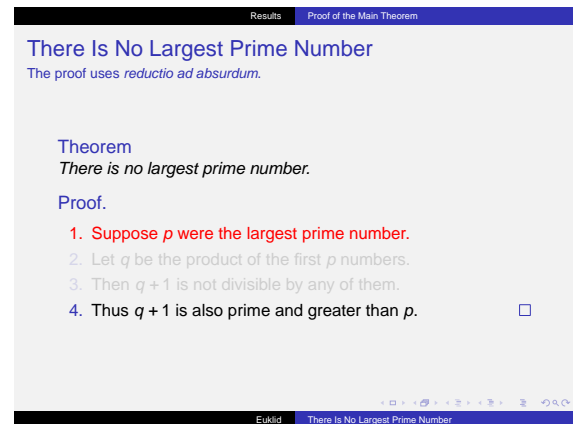 Results Proof of the Main Theorem
There Is No Largest Prime Number
The proof uses reductio ad absurdum.
Theorem
There is no largest prime number.
Proof.
1. Suppose p were the largest prime number.
2. Let q be the product of the first p numbers.
3. Then q + 1 is not divisible by any of them.
4. Thus q + 1 is also prime and greater than p.
Euklid There Is No Largest Prime Number